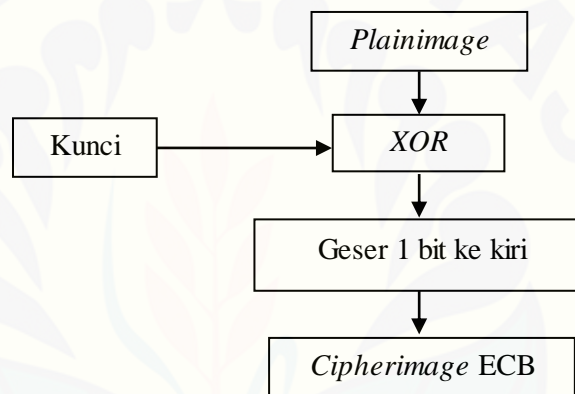 Plainimage
Kunci
XOR
Geser 1 bit ke kiri
Cipherimage ECB